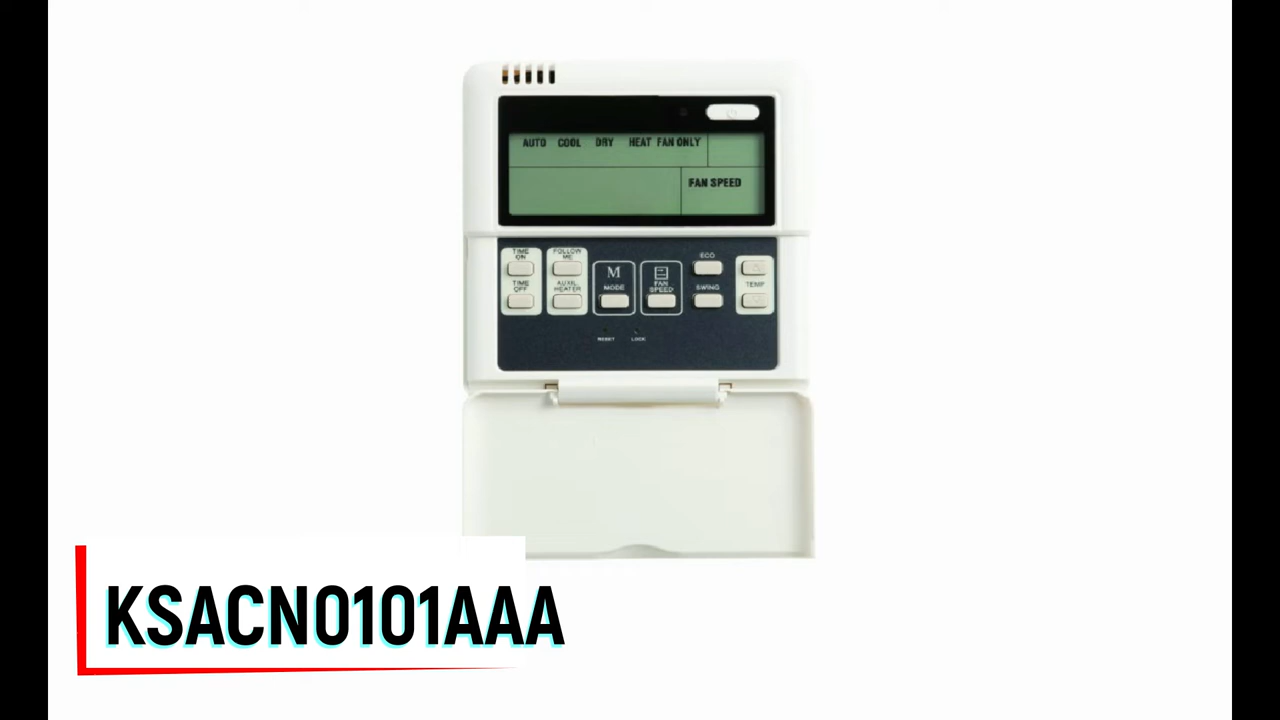 AUTO COOL DRY HEAT FAN ONLY
FAN SPEED
TIME ON
FOLLOW ME
ECO
M
TIME OFF
AUXIL HEATER
MODE
FAN SPEED
SWING
TEMP
RESET
LOCK
KSACN0101AAA